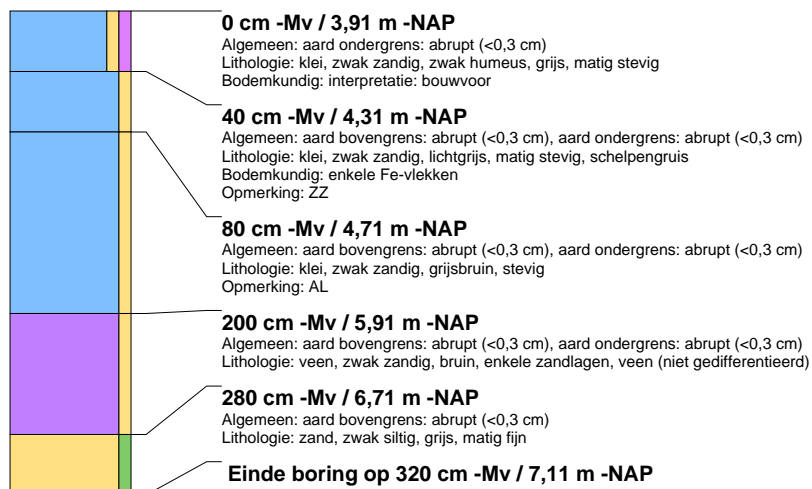 0 cm -Mv / 3,91 m -NAP
Algemeen: aard ondergrens: abrupt (<0,3 cm)
Lithologie: klei, zwak zandig, zwak humeus, grijs, matig stevig
Bodemkundig: interpretatie: bouwvoor
40 cm -Mv / 4,31 m -NAP
Algemeen: aard bovengrens: abrupt (<0,3 cm), aard ondergrens: abrupt (<0,3 cm)
Lithologie: klei, zwak zandig, lichtgrijs, matig stevig, schelpengruis
Bodemkundig: enkele Fe-vlekken
Opmerking: ZZ
80 cm -Mv / 4,71 m -NAP
Algemeen: aard bovengrens: abrupt (<0,3 cm), aard ondergrens: abrupt (<0,3 cm)
Lithologie: klei, zwak zandig, grijsbruin, stevig
Opmerking: AL
200 cm -Mv / 5,91 m -NAP
Algemeen: aard bovengrens: abrupt (<0,3 cm), aard ondergrens: abrupt (<0,3 cm)
Lithologie: veen, zwak zandig, bruin, enkele zandlagen, veen (niet gedifferentieerd)
280 cm -Mv / 6,71 m -NAP
Algemeen: aard bovengrens: abrupt (<0,3 cm)
Lithologie: zand, zwak siltig, grijs, matig fijn
Einde boring op 320 cm -Mv / 7,11 m -NAP